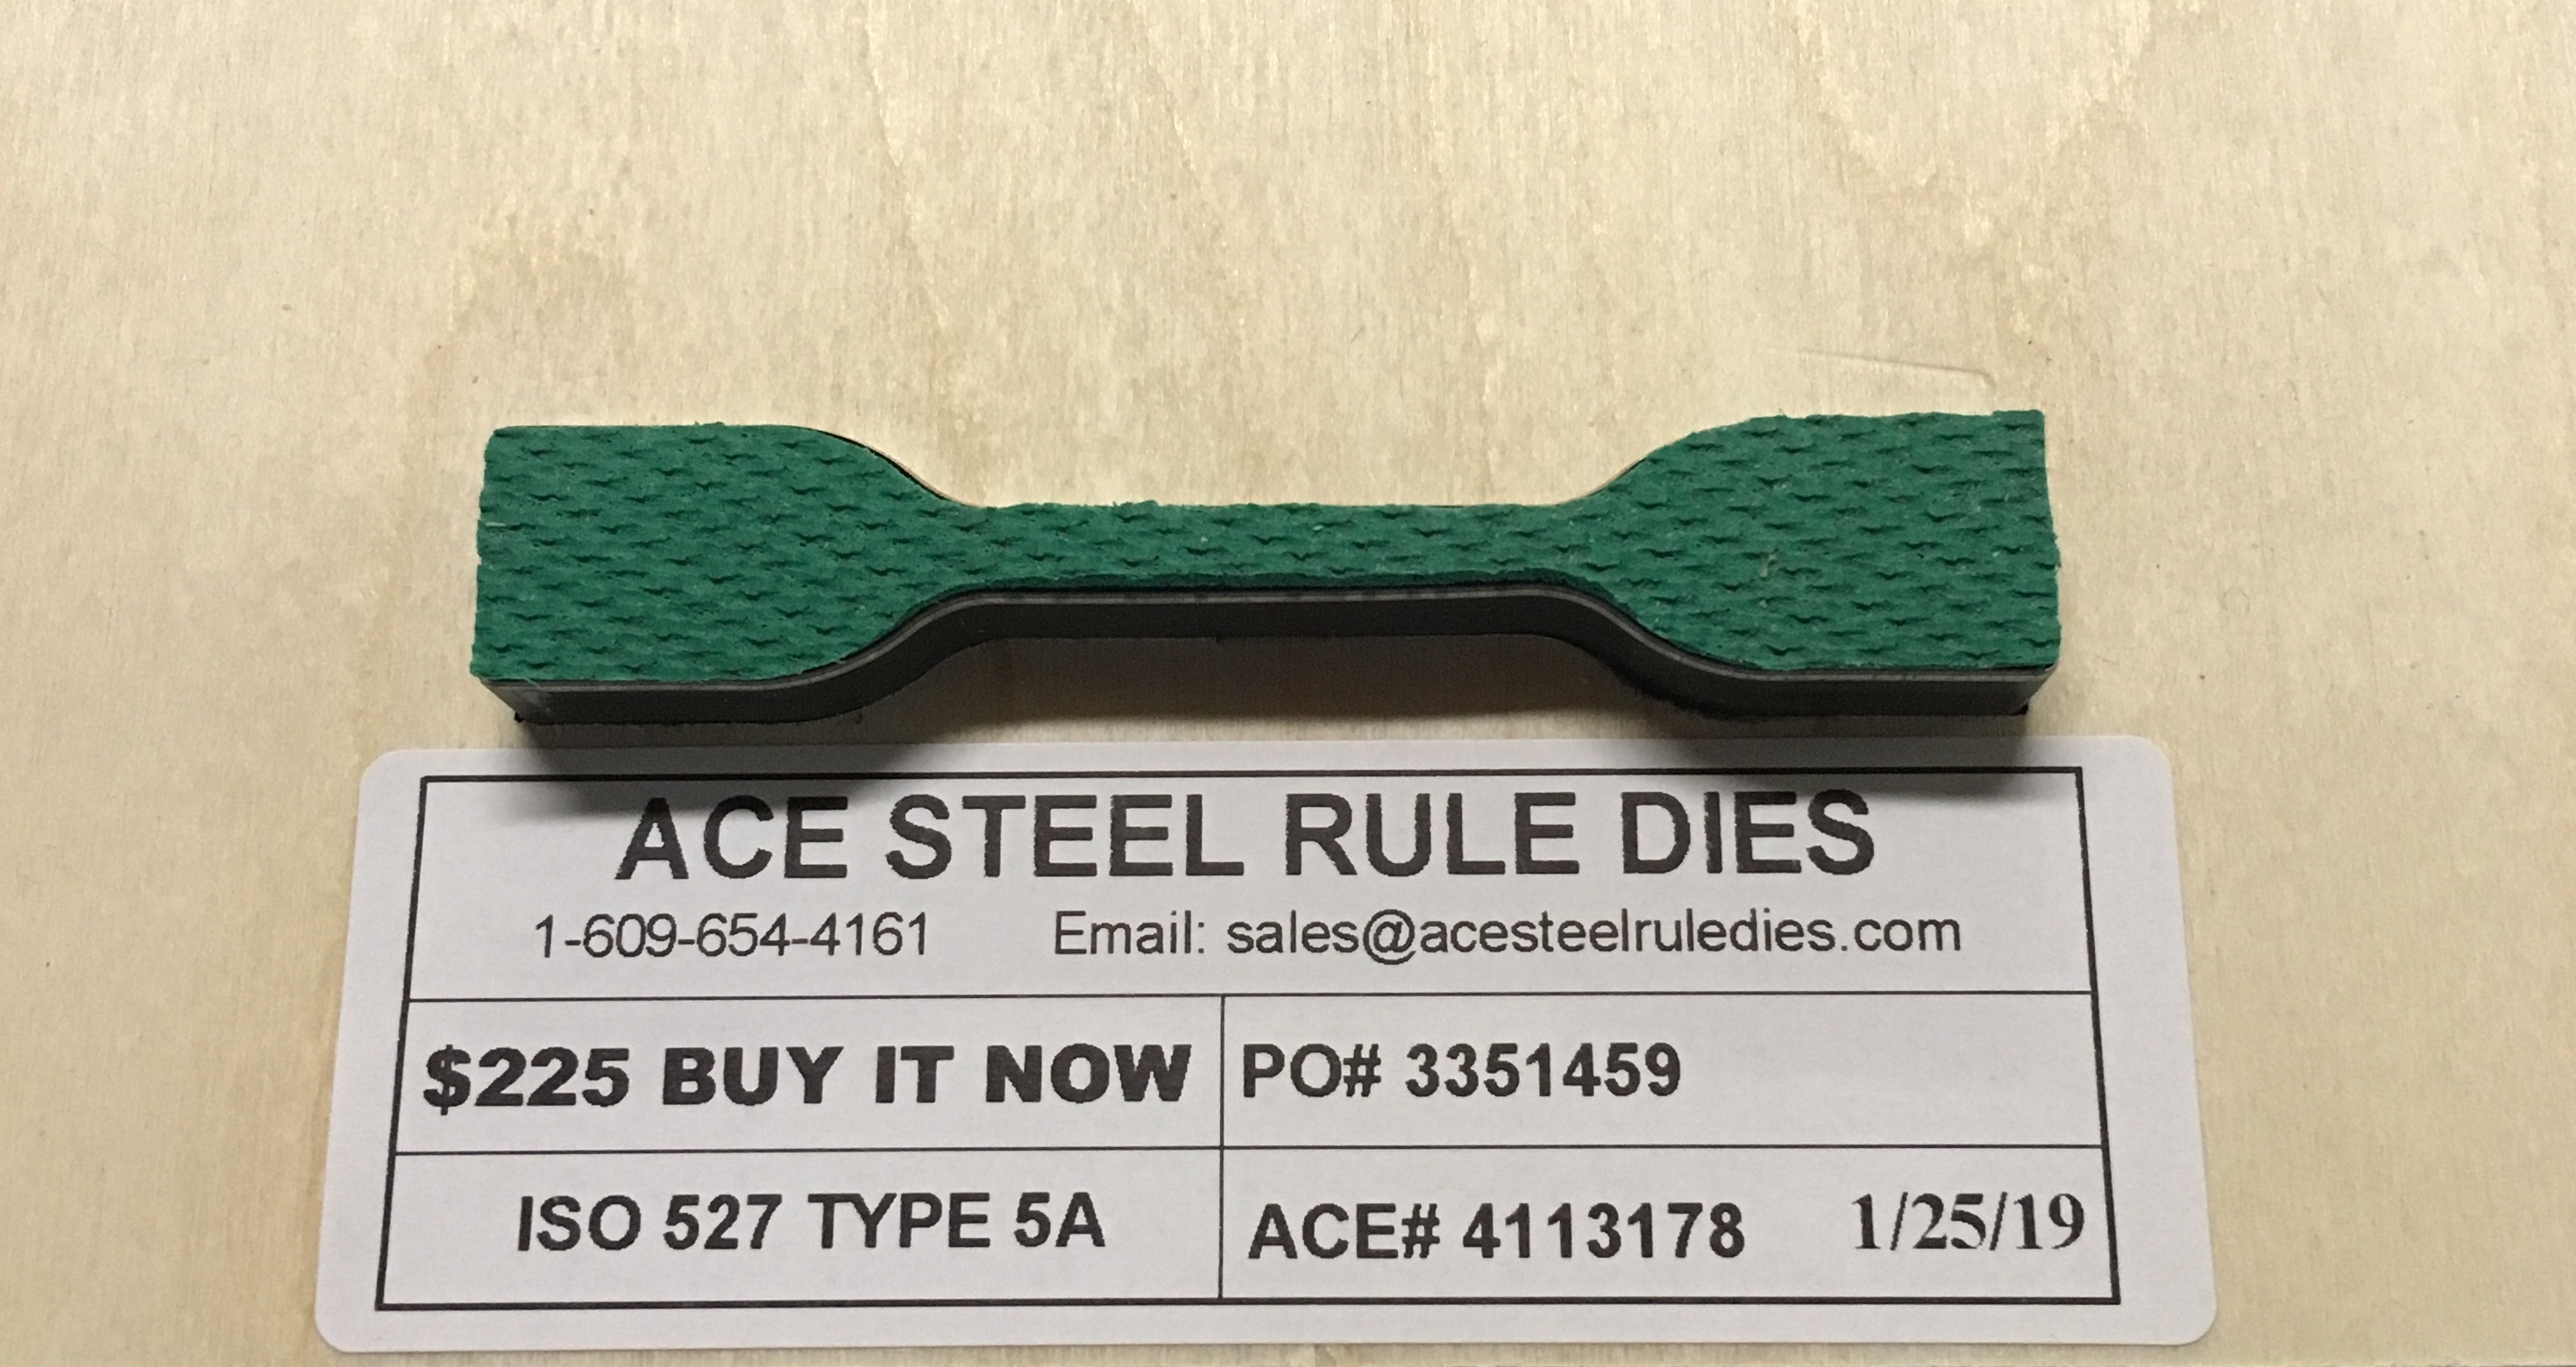 ACE STEEL RULE DIES
1-609-654-4161 Email: sales@acesteelruledies.com
$225 BUY IT NOW PO# 3351459
ISO 527 TYPE 5A ACE# 4113178 1/25/19